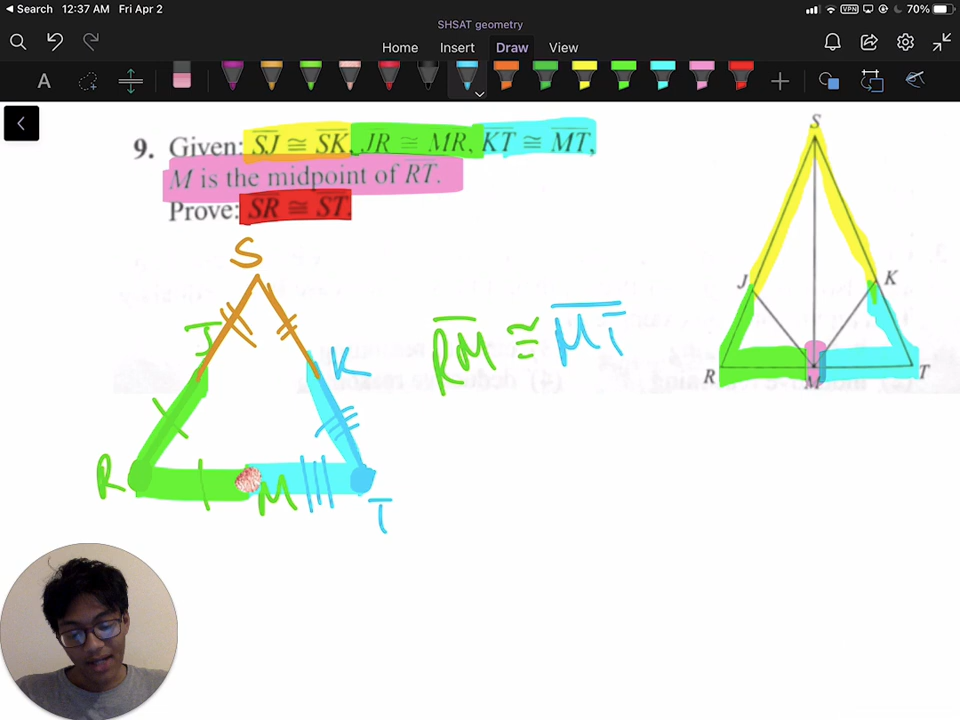 Search 12:37 AM Fri Apr 2 VPN 70%
SHSAT geometry
Home Insert Draw View
A
9. Given: SJ ≅ SK, JR ≅ MR, KT ≅ MT,
M is the midpoint of RT.
Prove: SR ≅ ST.
S
J K
R M T
S
J K
R M T
RM ≅ MT